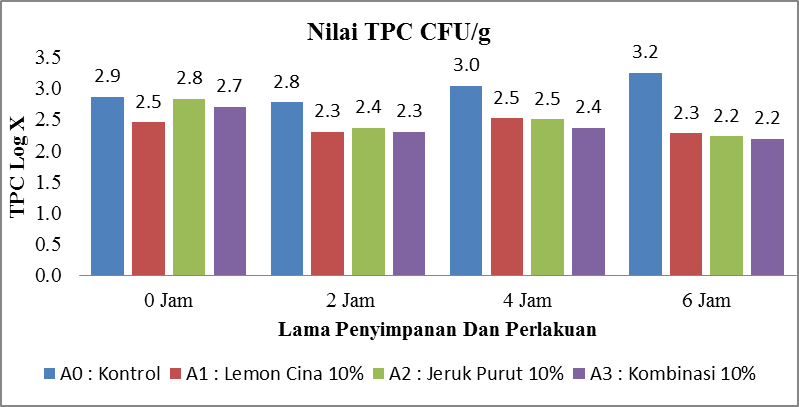 Nilai TPC CFU/g
TPC Log X
3.5
3.0
2.5
2.0
1.5
1.0
0.5
0.0
2.9
2.5
2.8
2.7
2.8
2.3
2.4
2.3
3.0
2.5
2.5
2.4
3.2
2.3
2.2
2.2
0 Jam
2 Jam
4 Jam
6 Jam
Lama Penyimpanan Dan Perlakuan
A0 : Kontrol
A1 : Lemon Cina 10%
A2 : Jeruk Purut 10%
A3 : Kombinasi 10%